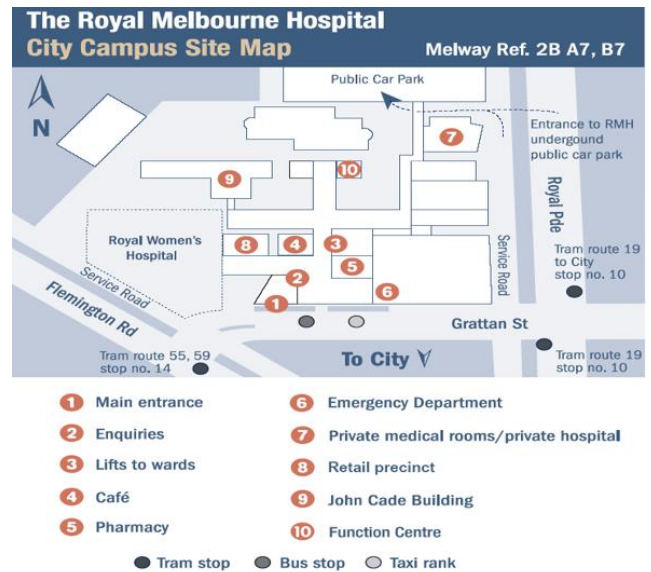 The Royal Melbourne Hospital
City Campus Site Map
Melway Ref. 2B A7, B7
Public Car Park
N
7
Entrance to RMH
undergound
public car park
10
9
Royal Pde
Royal Women's
Hospital
8
4
3
5
Service Road
Tram route 19
to City
stop no. 10
Service Road
2
6
1
Flemington Rd
Grattan St
Tram route 55, 59
stop no. 14
To City
Tram route 19
stop no. 10
1 Main entrance
2 Enquiries
3 Lifts to wards
4 Café
5 Pharmacy
6 Emergency Department
7 Private medical rooms/private hospital
8 Retail precinct
9 John Cade Building
10 Function Centre
Tram stop
Bus stop
Taxi rank